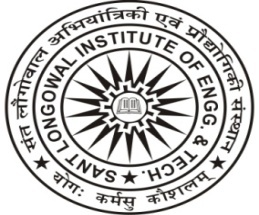 संत लौंगोवाल अभियांत्रिकी एवं प्रौद्योगिकी संस्थान
SANT LONGOWAL INSTITUTE OF ENGG. & TECH.
योगः कर्मसु कौशलम्